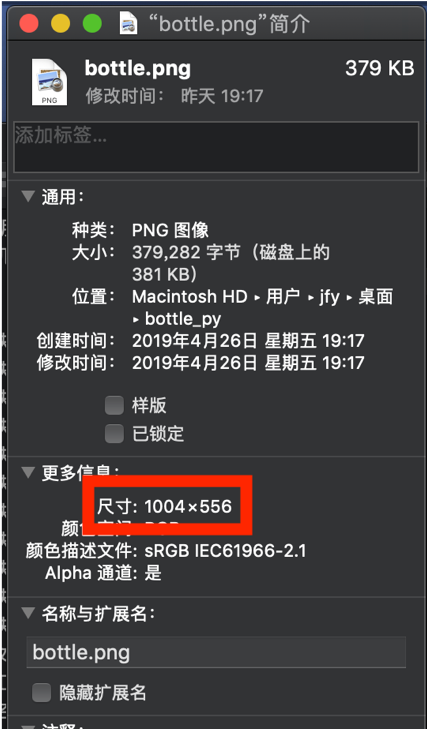 “bottle.png”简介
PNG
bottle.png
379 KB
修改时间： 昨天 19:17
添加标签...
通用：
种类： PNG 图像
大小： 379,282 字节（磁盘上的
381 KB）
位置： Macintosh HD ▸ 用户 ▸ jfy ▸ 桌面
▸ bottle_py
创建时间： 2019年4月26日 星期五 19:17
修改时间： 2019年4月26日 星期五 19:17
样版
已锁定
更多信息：
尺寸: 1004×556
颜色空间: RGB
颜色描述文件: sRGB IEC61966-2.1
Alpha 通道: 是
名称与扩展名：
bottle.png
隐藏扩展名
注释：